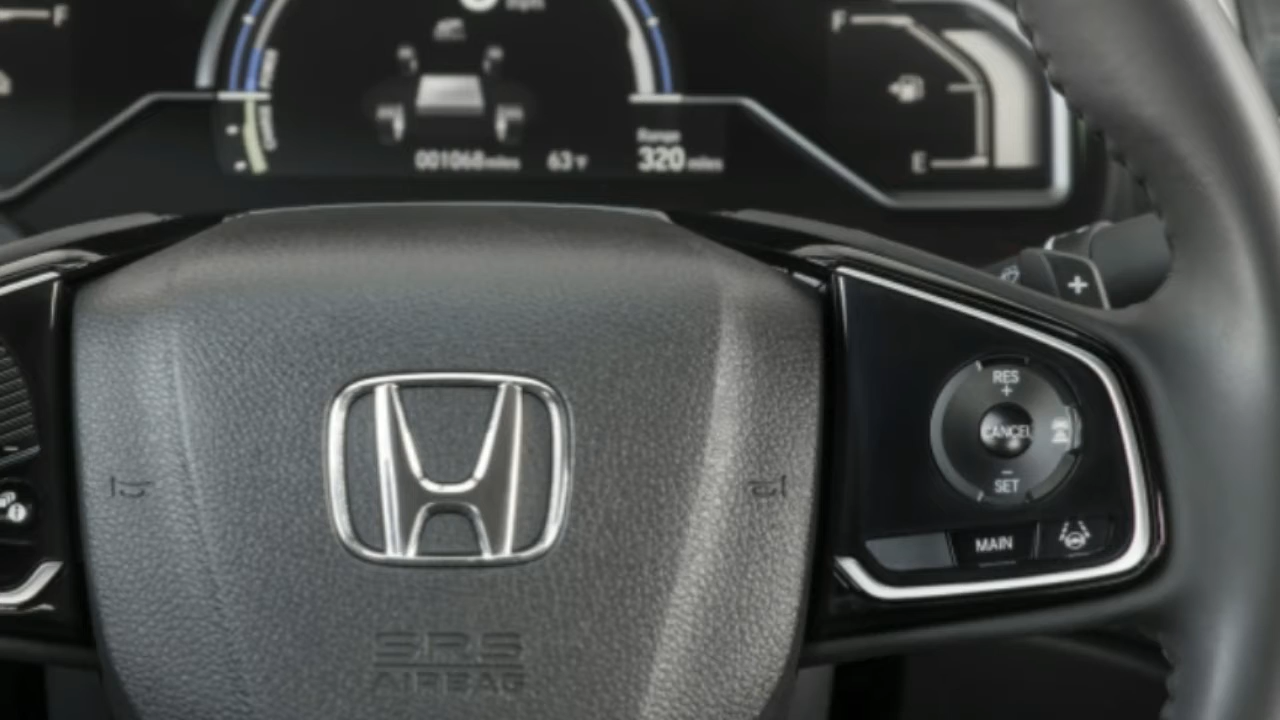 F
F
Range
001068 miles
63°F
320 miles
E
+
RES
+
CANCEL
-
SET
MAIN
SRS
AIRBAG